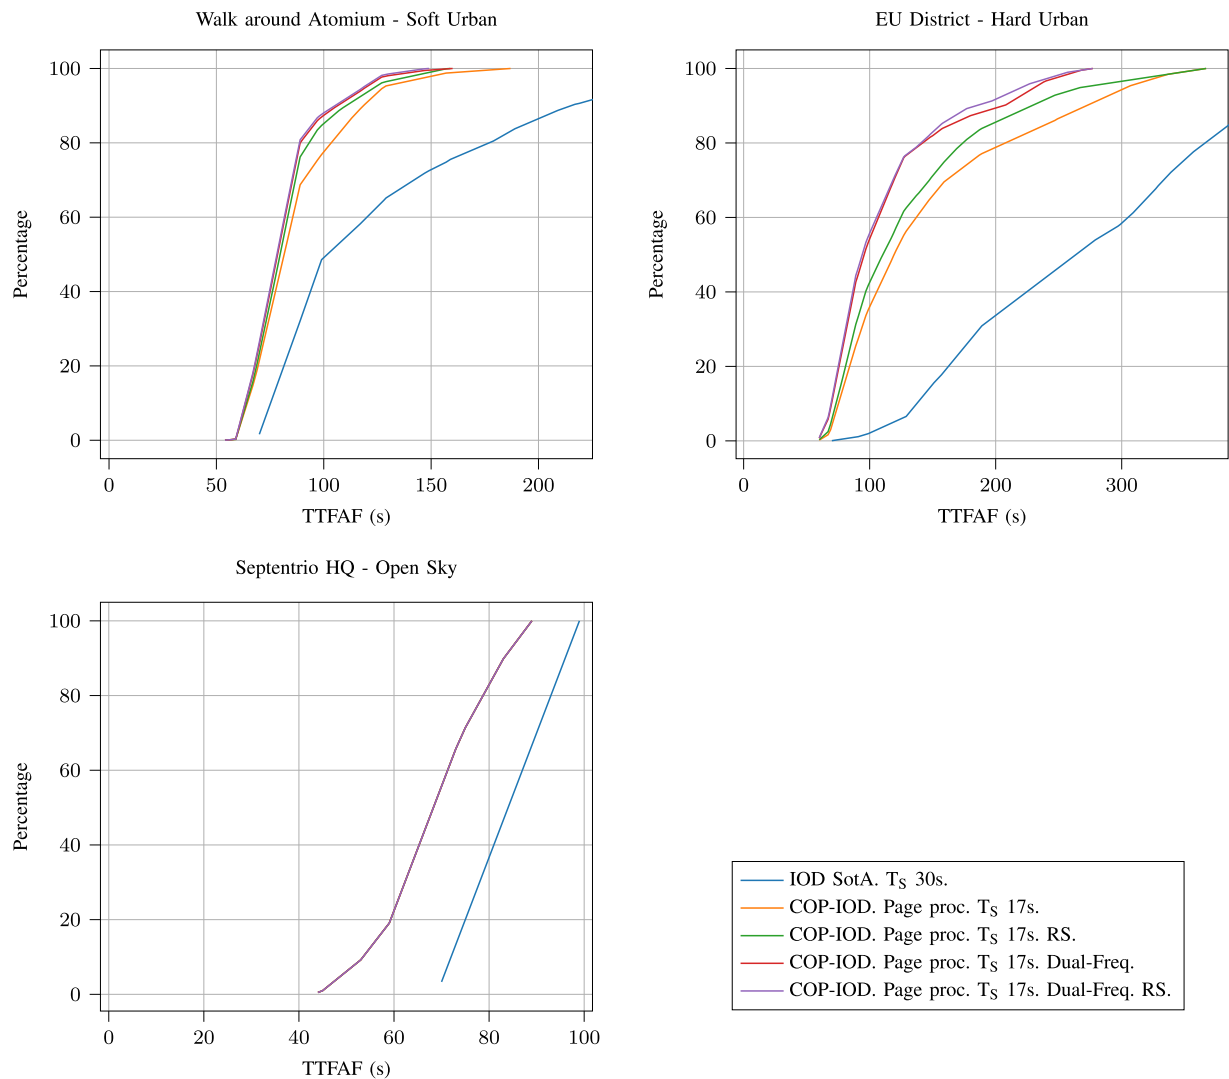 Walk around Atomium - Soft Urban
100
80
60
40
20
0
Percentage
0 50 100 150 200
TTFAF (s)
EU District - Hard Urban
100
80
60
40
20
0
Percentage
0 100 200 300
TTFAF (s)
Septentrio HQ - Open Sky
100
80
60
40
20
0
Percentage
0 20 40 60 80 100
TTFAF (s)
IOD SotA. TS 30s.
COP-IOD. Page proc. TS 17s.
COP-IOD. Page proc. TS 17s. RS.
COP-IOD. Page proc. TS 17s. Dual-Freq.
COP-IOD. Page proc. TS 17s. Dual-Freq. RS.